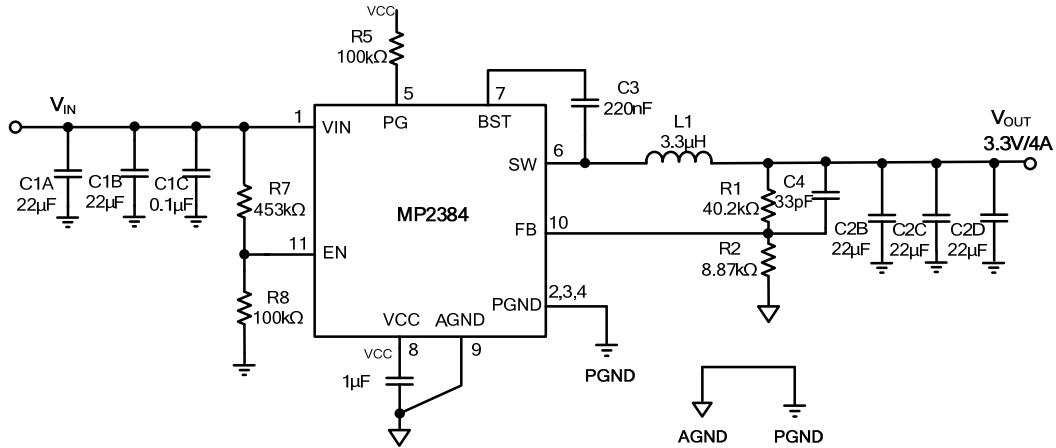 VCC
R5
100kΩ
5
7
C3
220nF
VIN
1
VIN
PG
BST
L1
3.3μH
VOUT
3.3V/4A
SW
6
C1A
22μF
C1B
22μF
C1C
0.1μF
R7
453kΩ
MP2384
R1
40.2kΩ
C4
33pF
FB
10
C2B
22μF
C2C
22μF
C2D
22μF
11
EN
R2
8.87kΩ
R8
100kΩ
PGND
2,3,4
VCC
AGND
VCC
8
9
1μF
PGND
AGND
PGND